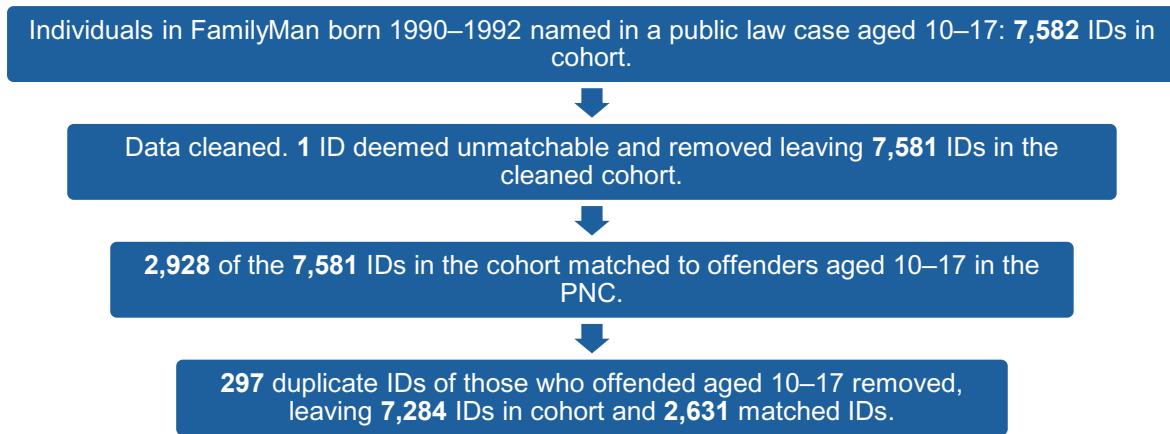 Individuals in FamilyMan born 1990–1992 named in a public law case aged 10–17: 7,582 IDs in
cohort.
Data cleaned. 1 ID deemed unmatchable and removed leaving 7,581 IDs in the
cleaned cohort.
2,928 of the 7,581 IDs in the cohort matched to offenders aged 10–17 in the
PNC.
297 duplicate IDs of those who offended aged 10–17 removed,
leaving 7,284 IDs in cohort and 2,631 matched IDs.